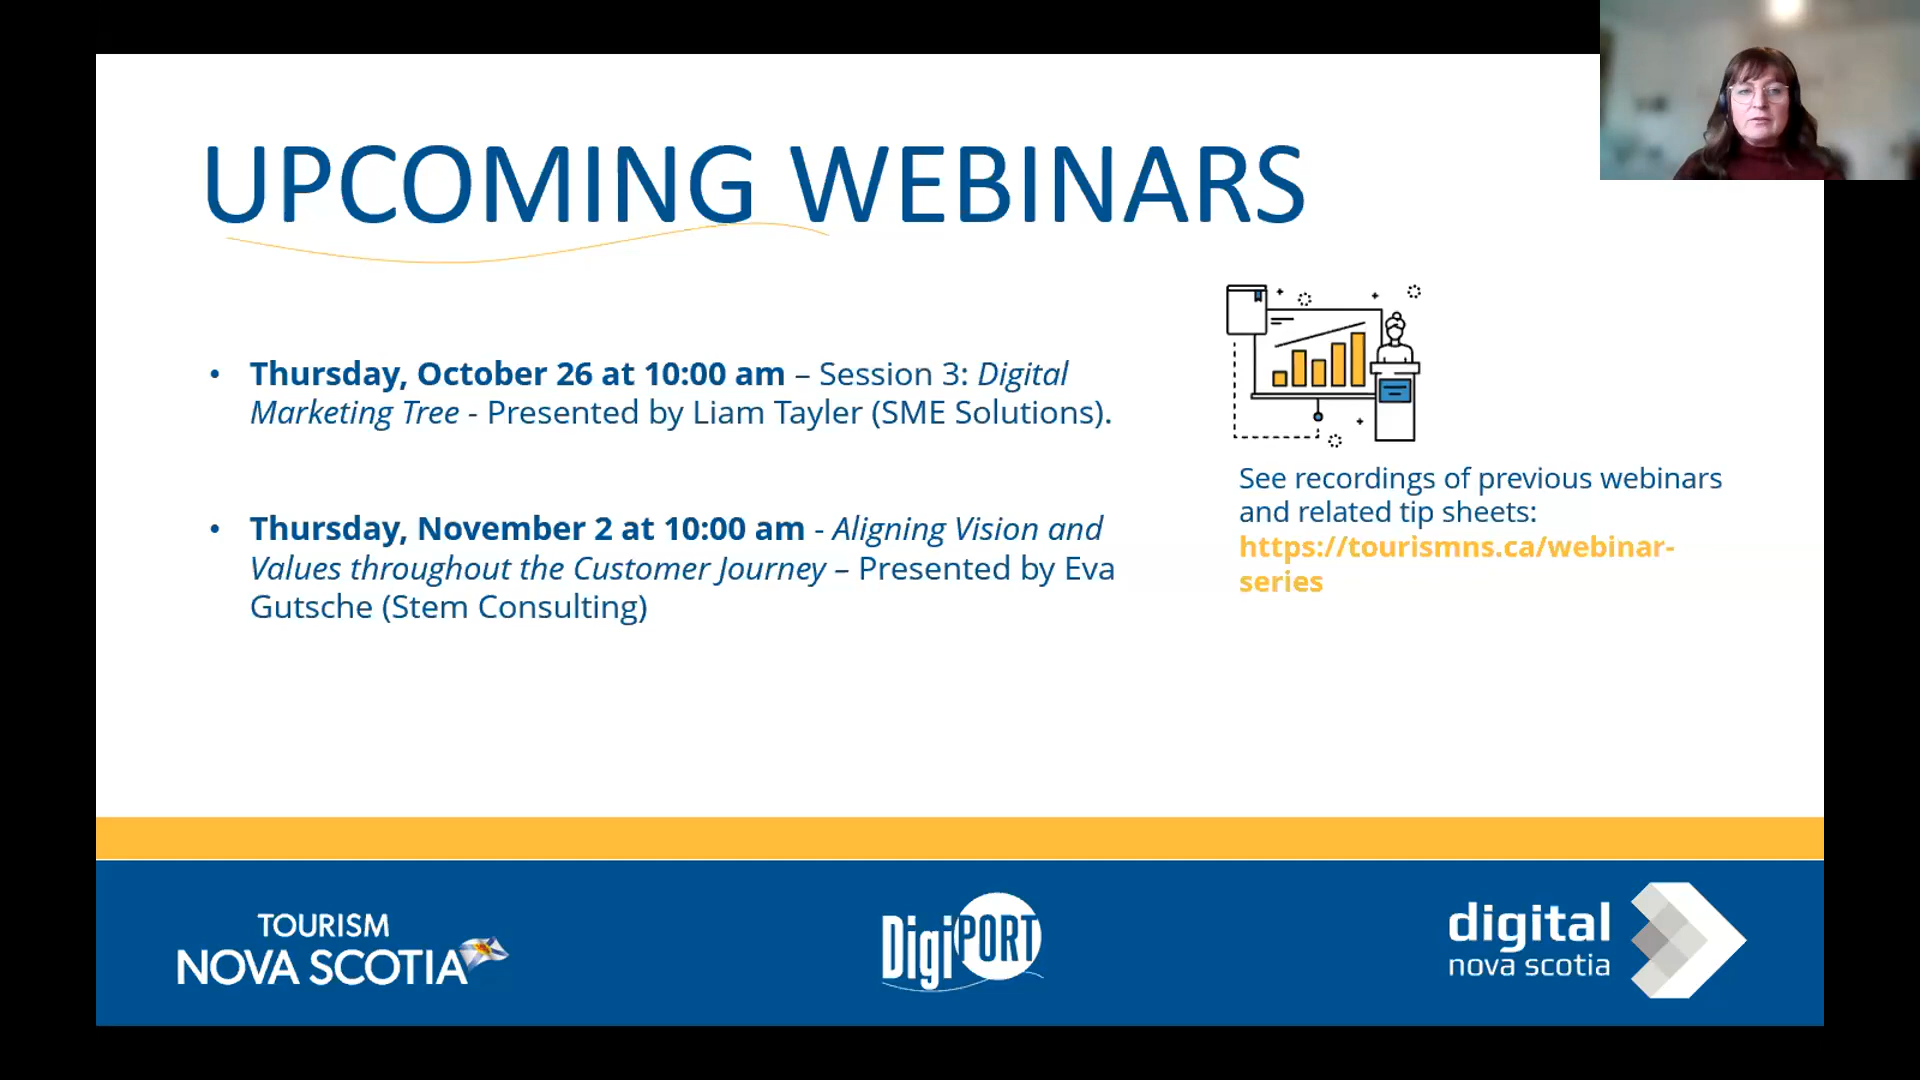 UPCOMING WEBINARS
• Thursday, October 26 at 10:00 am – Session 3: Digital
Marketing Tree - Presented by Liam Tayler (SME Solutions).
• Thursday, November 2 at 10:00 am - Aligning Vision and
Values throughout the Customer Journey – Presented by Eva
Gutsche (Stem Consulting)
See recordings of previous webinars
and related tip sheets:
https://tourismns.ca/webinar-
series
TOURISM
NOVA SCOTIA
DigiPORT
digital
nova scotia